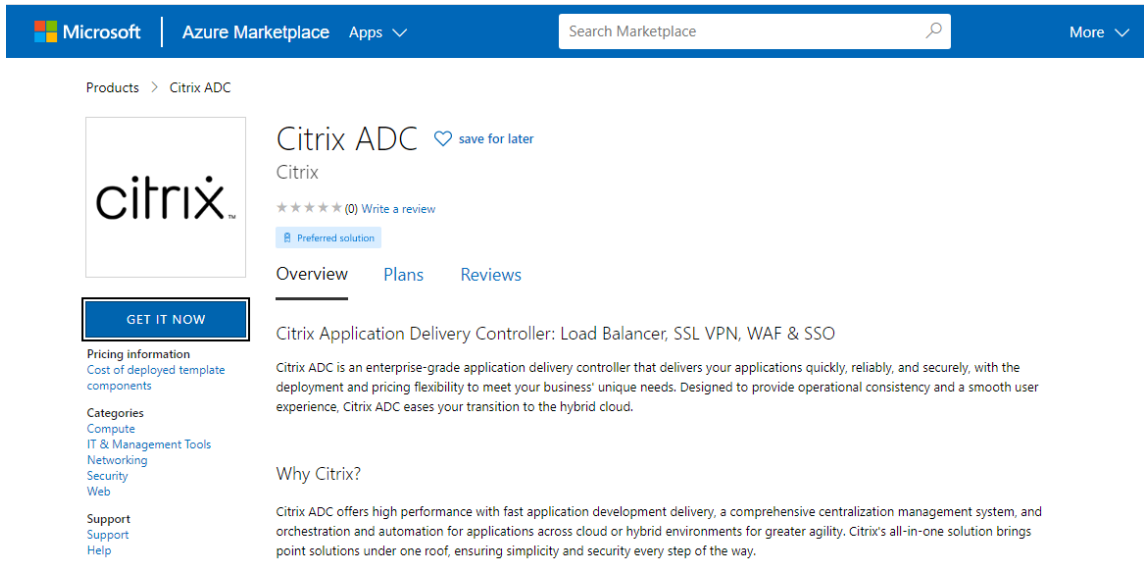 Microsoft Azure Marketplace Apps Search Marketplace More
Products > Citrix ADC
citrix™
Citrix ADC save for later
Citrix
(0) Write a review
Preferred solution
Overview Plans Reviews
GET IT NOW
Pricing information
Cost of deployed template
components
Categories
Compute
IT & Management Tools
Networking
Security
Web
Support
Support
Help
Citrix Application Delivery Controller: Load Balancer, SSL VPN, WAF & SSO
Citrix ADC is an enterprise-grade application delivery controller that delivers your applications quickly, reliably, and securely, with the
deployment and pricing flexibility to meet your business' unique needs. Designed to provide operational consistency and a smooth user
experience, Citrix ADC eases your transition to the hybrid cloud.
Why Citrix?
Citrix ADC offers high performance with fast application development delivery, a comprehensive centralization management system, and
orchestration and automation for applications across cloud or hybrid environments for greater agility. Citrix's all-in-one solution brings
point solutions under one roof, ensuring simplicity and security every step of the way.